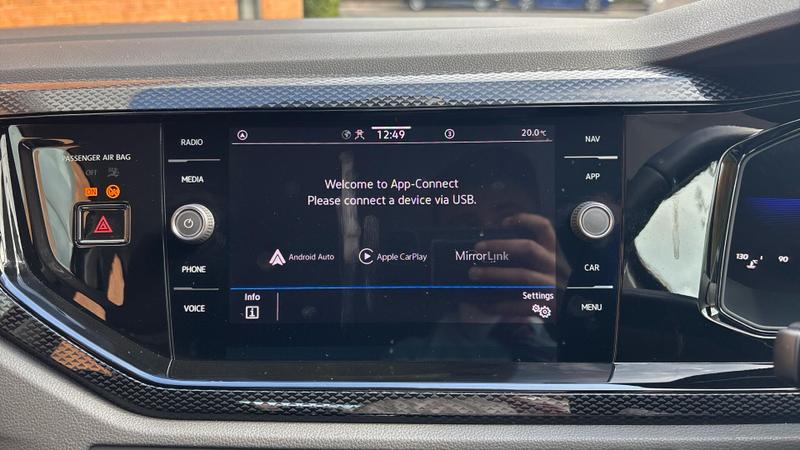 PASSENGER AIR BAG
OFF
ON
RADIO
MEDIA
PHONE
VOICE
12:49
3
20.0°C
Welcome to App-Connect
Please connect a device via USB.
Android Auto
Apple CarPlay
MirrorLink
Info
i
Settings
NAV
APP
CAR
MENU
130
90